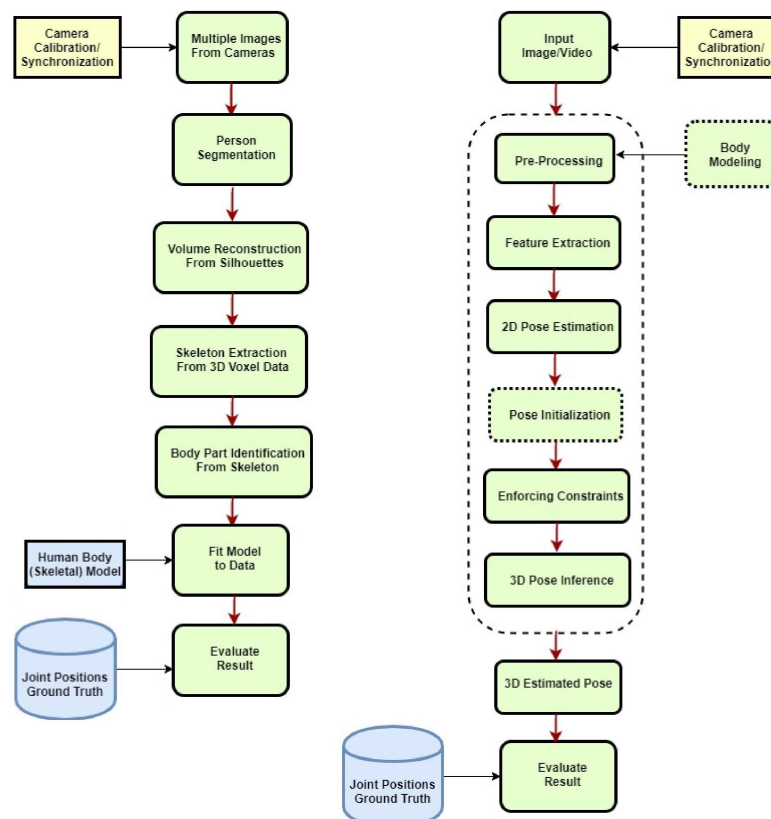 Camera
Calibration/
Synchronization
Multiple Images
From Cameras
Person
Segmentation
Volume Reconstruction
From Silhouettes
Skeleton Extraction
From 3D Voxel Data
Body Part Identification
From Skeleton
Human Body
(Skeletal) Model
Fit Model
to Data
Joint Positions
Ground Truth
Evaluate
Result
Input
Image/Video
Camera
Calibration/
Synchronization
Pre-Processing
Body
Modeling
Feature Extraction
2D Pose Estimation
Pose Initialization
Enforcing Constraints
3D Pose Inference
3D Estimated Pose
Joint Positions
Ground Truth
Evaluate
Result